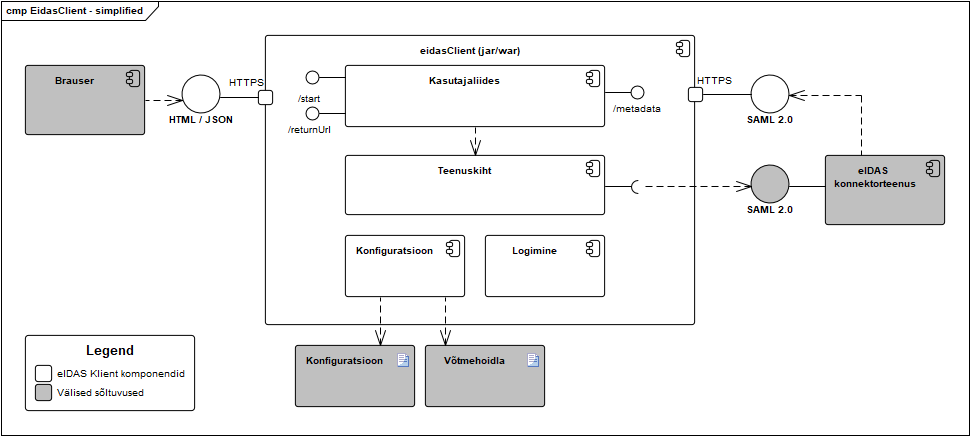 cmp EidasClient - simplified
eidasClient (jar/war)
Brauser
HTTPS
HTML / JSON
/start
/returnUrl
Kasutajaliides
/metadata
HTTPS
SAML 2.0
Teenuskiht
SAML 2.0
eIDAS
konnektorteenus
Konfiguratsioon
Logimine
Konfiguratsioon
Võtmehoidla
Legend
eIDAS Klient komponendid
Välised sõltuvused